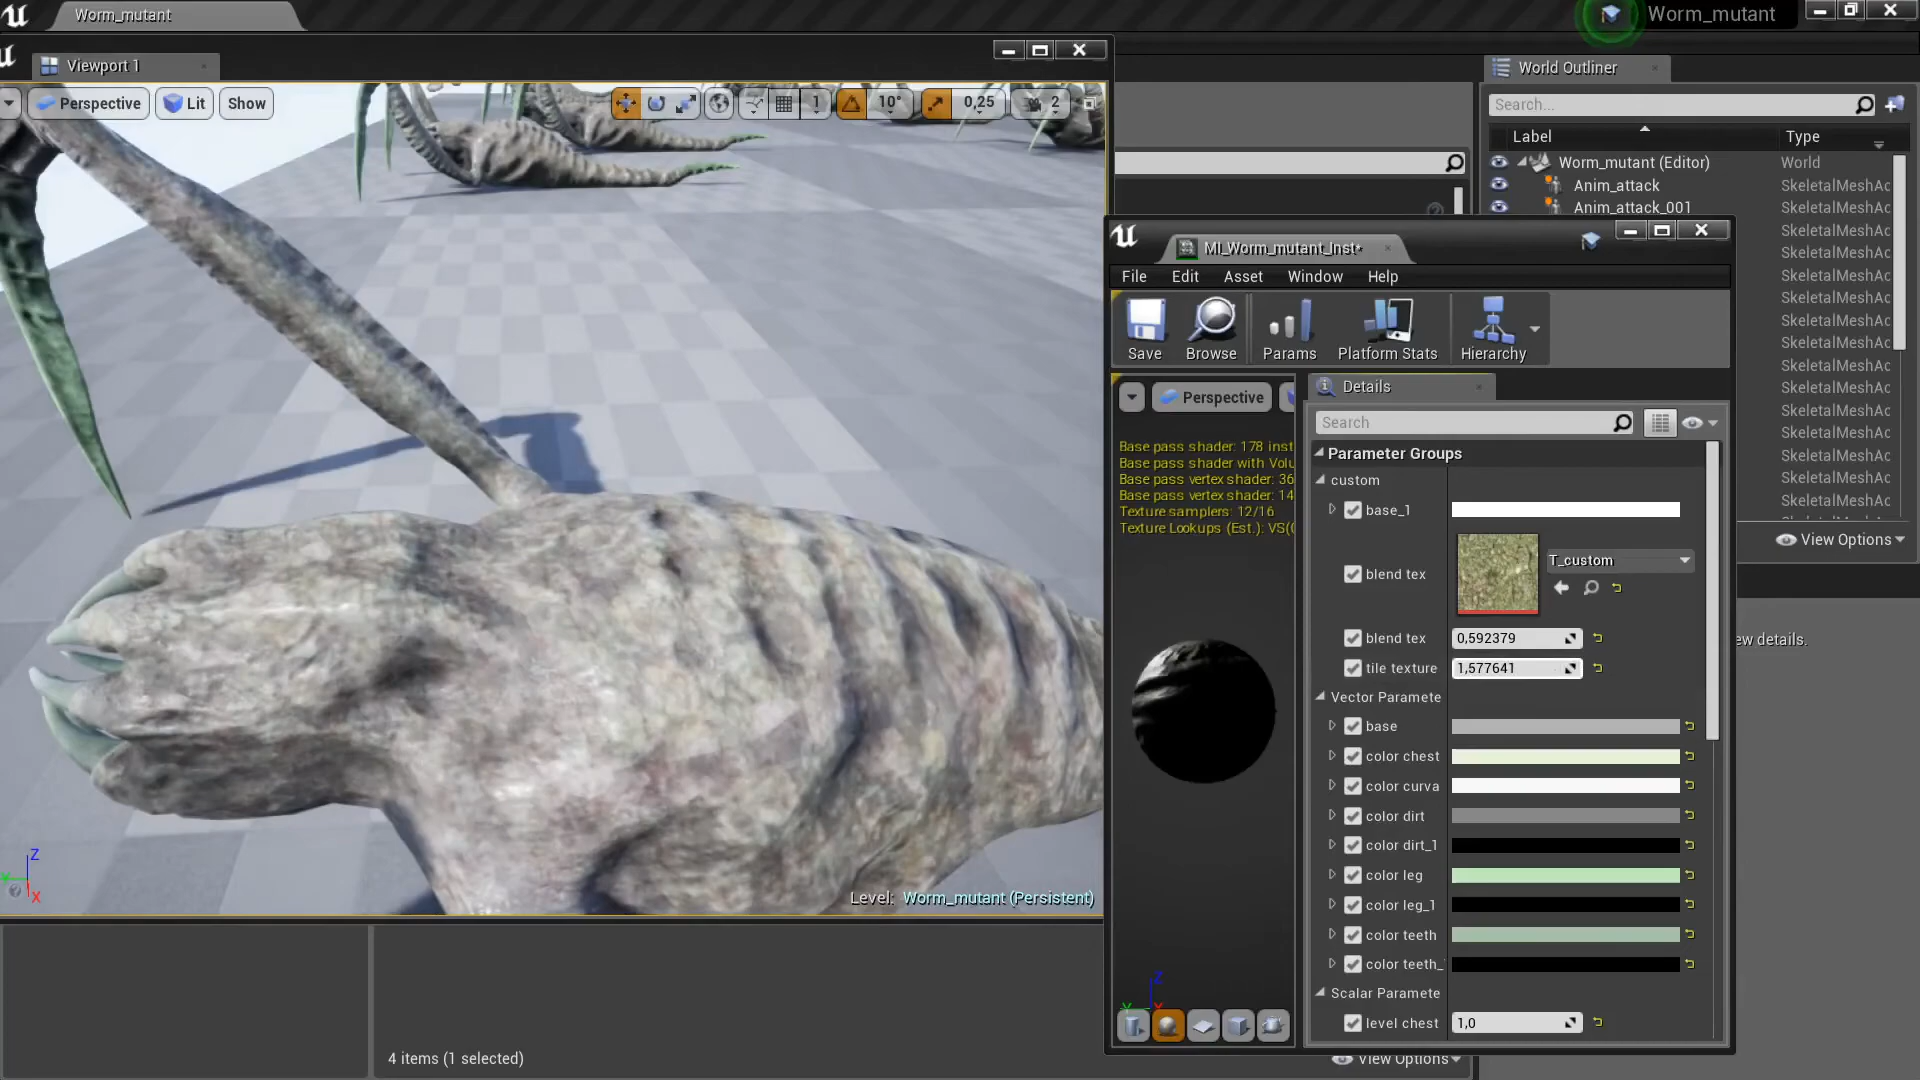 Worm_mutant
Worm_mutant
Viewport 1
World Outliner
Perspective
Lit
Show
1
10°
0,25
2
Search...
Label
Type
Worm_mutant (Editor)
World
Anim_attack
SkeletalMeshAc
Anim_attack_001
SkeletalMeshAc
SkeletalMeshAc
SkeletalMeshAc
SkeletalMeshAc
SkeletalMeshAc
SkeletalMeshAc
SkeletalMeshAc
SkeletalMeshAc
SkeletalMeshAc
SkeletalMeshAc
SkeletalMeshAc
SkeletalMeshAc
SkeletalMeshAc
SkeletalMeshAc
View Options
ew details.
MI_Worm_mutant_Inst*
File
Edit
Asset
Window
Help
Save
Browse
Params
Platform Stats
Hierarchy
Perspective
Details
Search
Base pass shader: 178 inst
Base pass shader with Volu
Base pass vertex shader: 36
Base pass vertex shader: 14
Texture samplers: 12/16
Texture Lookups (Est.): VS(
Parameter Groups
custom
base_1
blend tex
T_custom
blend tex
0,592379
tile texture
1,577641
Vector Paramete
base
color chest
color curva
color dirt
color dirt_1
color leg
color leg_1
color teeth
color teeth_
Scalar Paramete
level chest
1,0
Z
X
Level: Worm_mutant (Persistent)
Z
Y
X
4 items (1 selected)
View Options